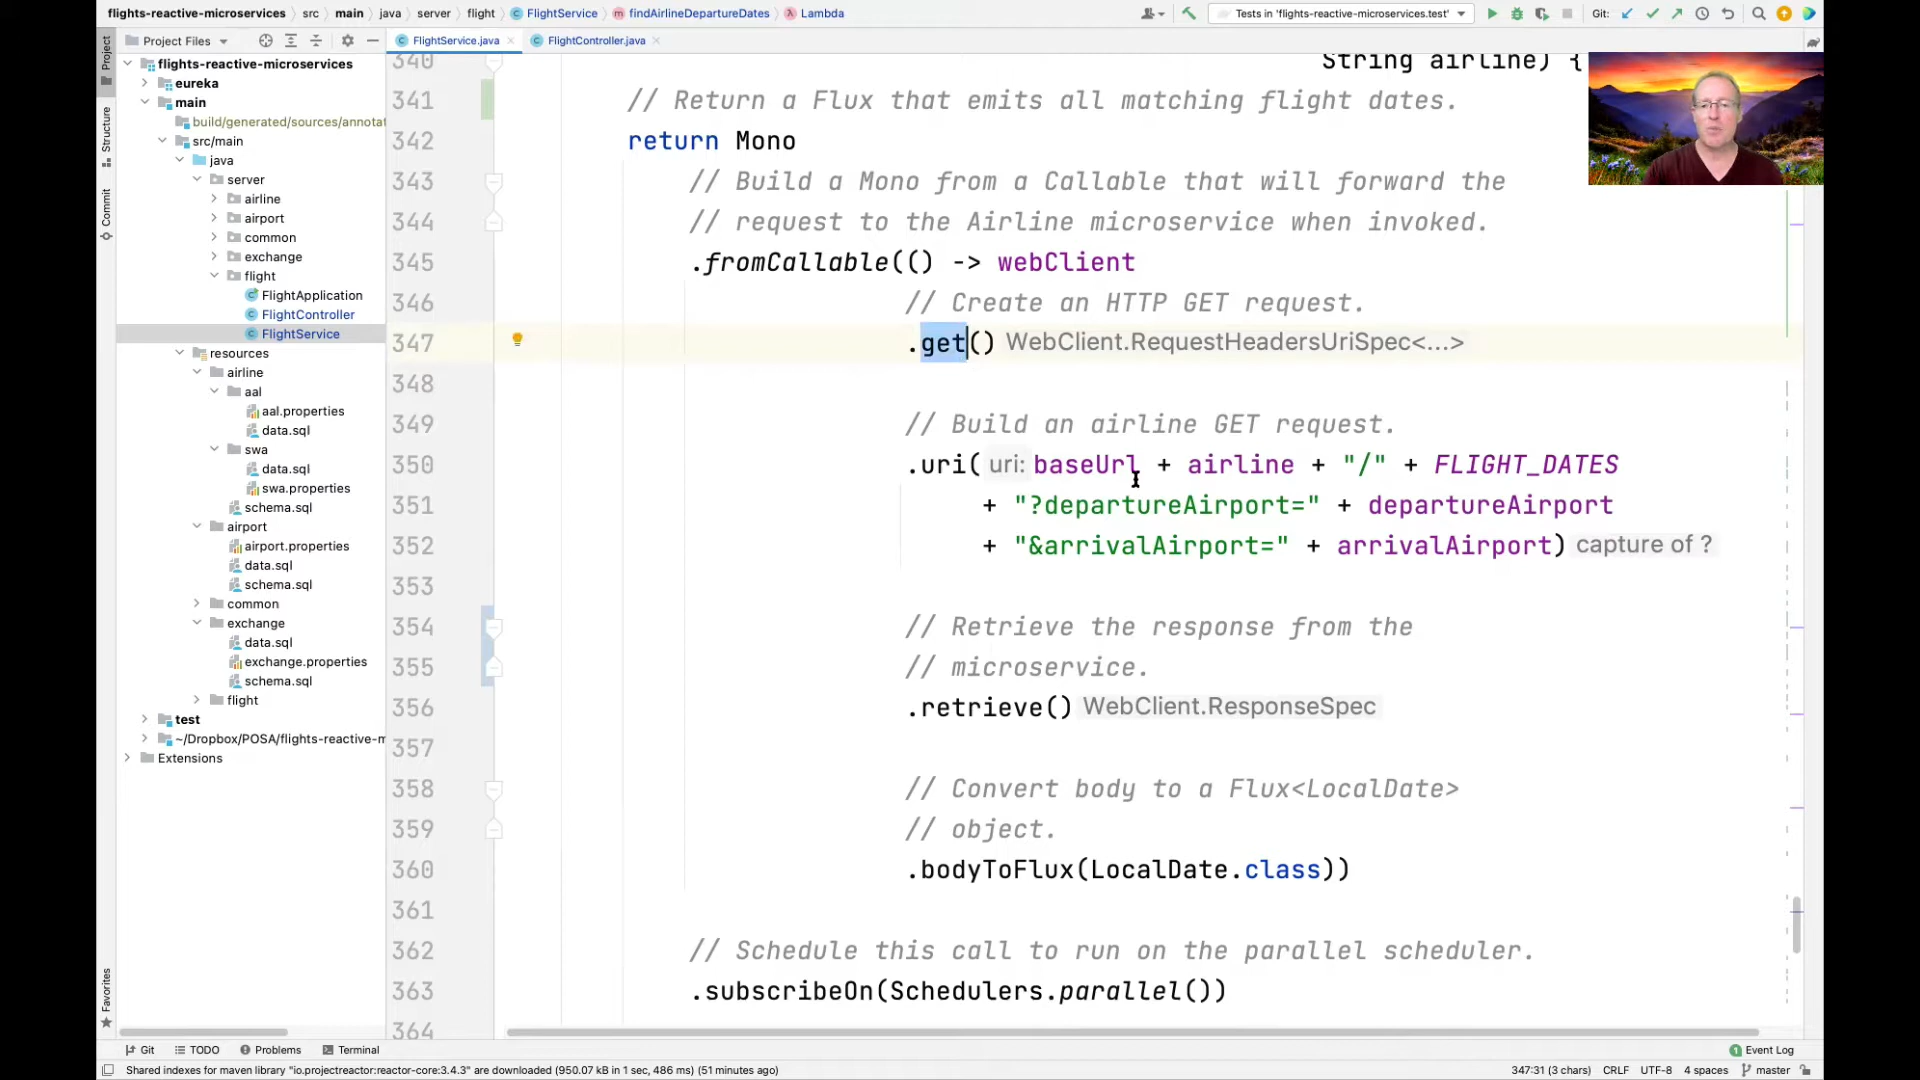 flights-reactive-microservices src main java server flight FlightService findAirlineDepartureDates Lambda
Tests in 'flights-reactive-microservices.test'
Git:
Project Files
FlightService.java
FlightController.java
Project
Structure
Commit
Favorites
flights-reactive-microservices
eureka
main
build/generated/sources/annotat
src/main
java
server
airline
airport
common
exchange
flight
FlightApplication
FlightController
FlightService
resources
airline
aal
aal.properties
data.sql
swa
data.sql
swa.properties
schema.sql
airport
airport.properties
data.sql
schema.sql
common
exchange
data.sql
exchange.properties
schema.sql
flight
test
~/Dropbox/POSA/flights-reactive-m
Extensions
340 String airline) {
341 // Return a Flux that emits all matching flight dates.
342 return Mono
343 // Build a Mono from a Callable that will forward the
344 // request to the Airline microservice when invoked.
345 .fromCallable(() -> webClient
346 // Create an HTTP GET request.
347 .get() WebClient.RequestHeadersUriSpec<...>
348
349 // Build an airline GET request.
350 .uri( uri: baseUrl + airline + "/" + FLIGHT_DATES
351 + "?departureAirport=" + departureAirport
352 + "&arrivalAirport=" + arrivalAirport) capture of ?
353
354 // Retrieve the response from the
355 // microservice.
356 .retrieve() WebClient.ResponseSpec
357
358 // Convert body to a Flux<LocalDate>
359 // object.
360 .bodyToFlux(LocalDate.class))
361
362 // Schedule this call to run on the parallel scheduler.
363 .subscribeOn(Schedulers.parallel())
364
Git TODO Problems Terminal
1 Event Log
Shared indexes for maven library "io.projectreactor:reactor-core:3.4.3" are downloaded (950.07 kB in 1 sec, 486 ms) (51 minutes ago)
347:31 (3 chars) CRLF UTF-8 4 spaces master